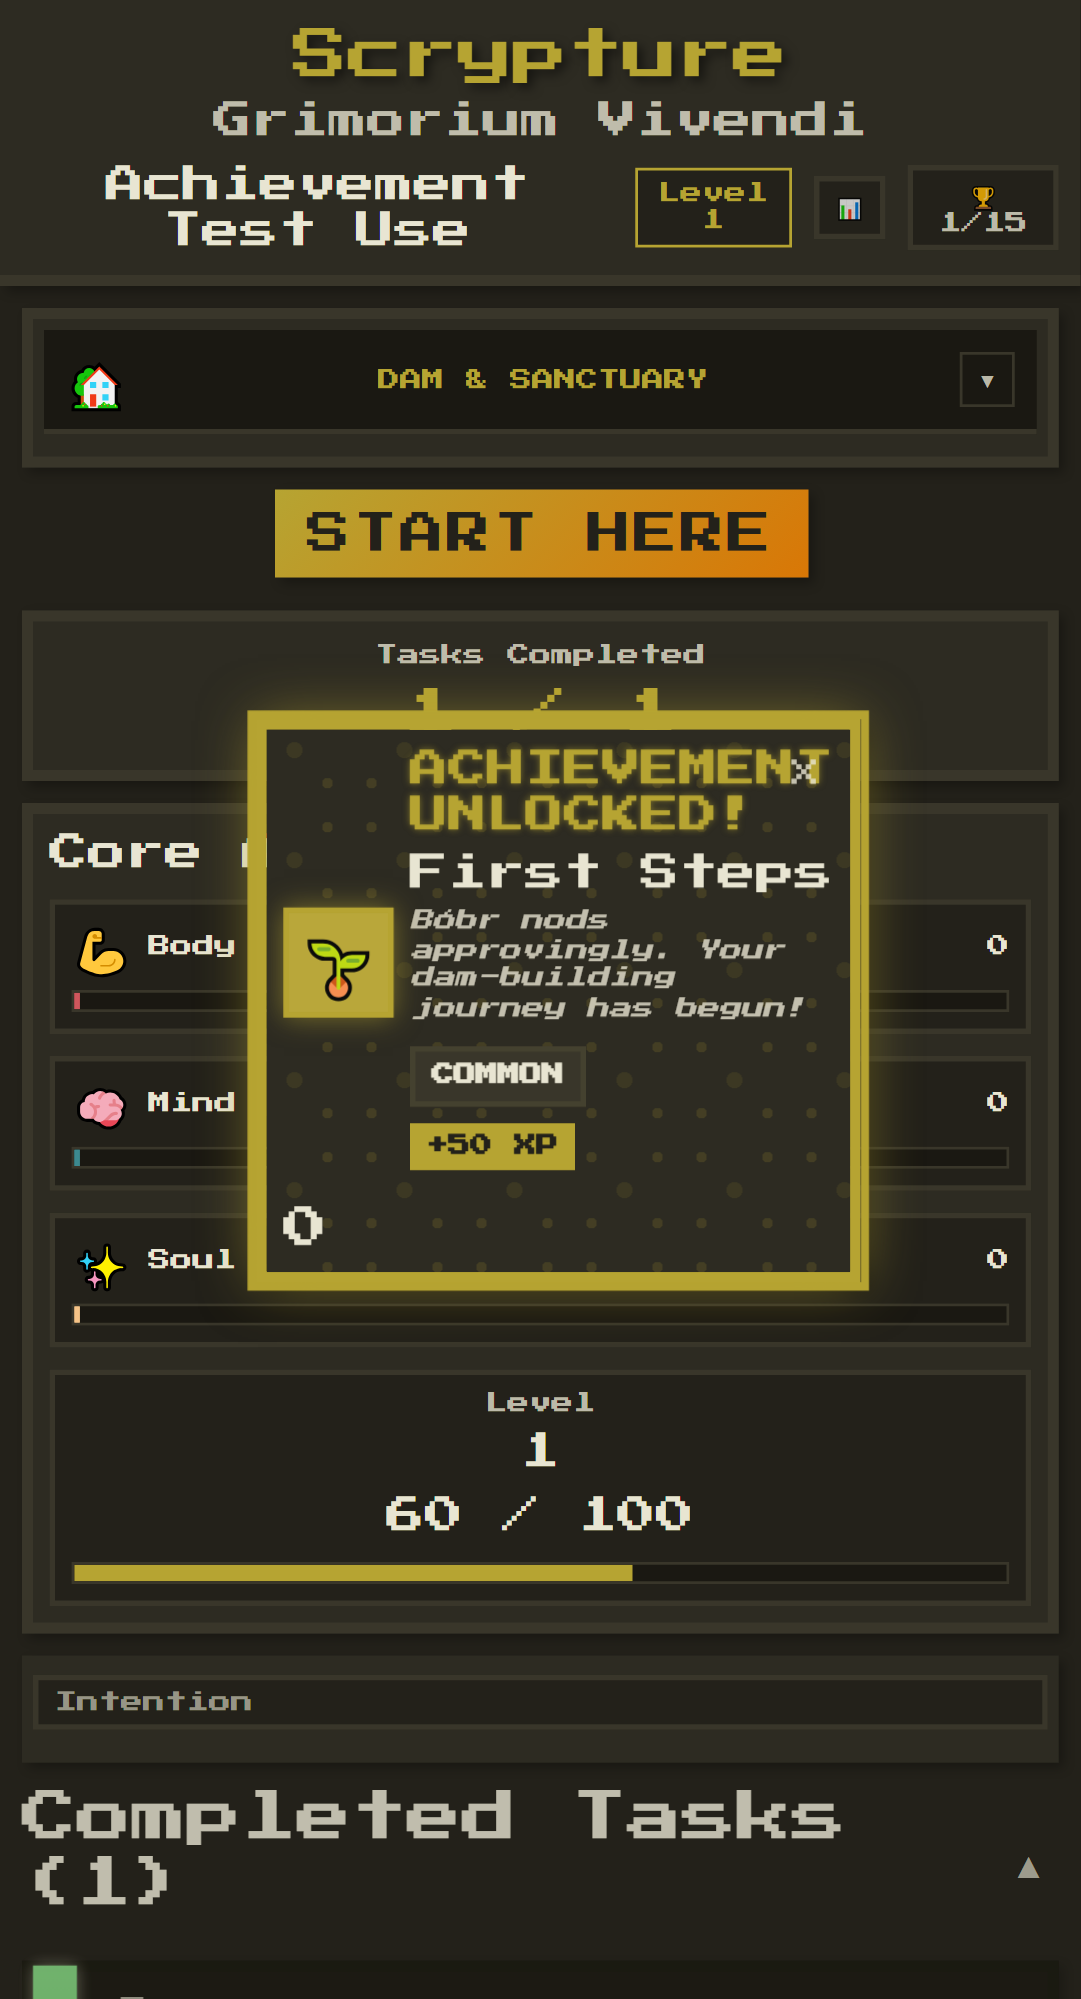 Scrypture
Grimorium Vivendi
Achievement
Test Use
Level
1
1/15
DAM & SANCTUARY
▼
START HERE
Tasks Completed
1 / 1
ACHIEVEMENT
x
UNLOCKED!
First Steps
Bóbr nods
approvingly. Your
dam-building
journey has begun!
COMMON
+50 XP
0
Core
Body
0
Mind
0
Soul
0
Level
1
60 / 100
Intention
Completed Tasks
(1)
▲